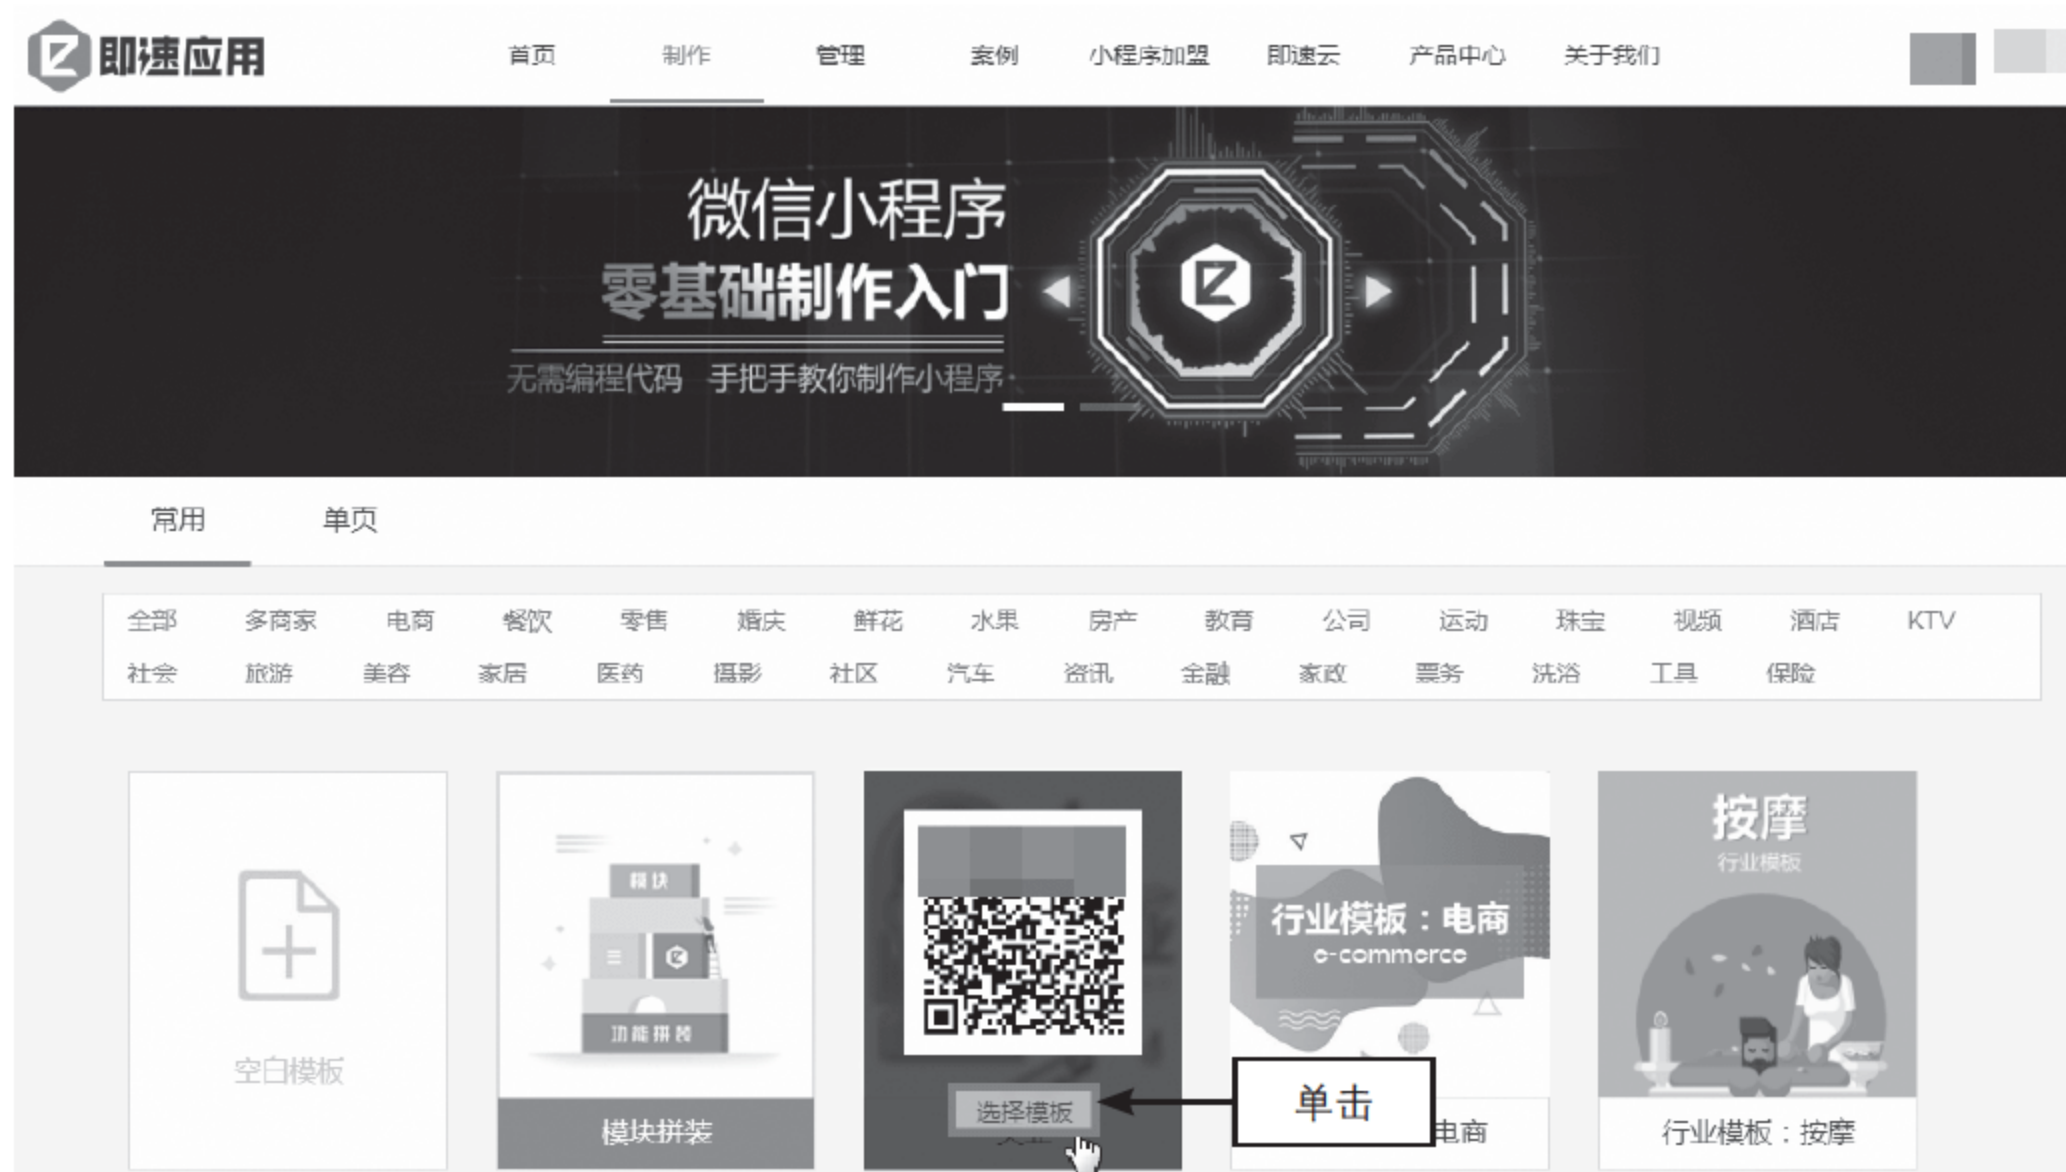 即速应用
首页 制作 管理 案例 小程序加盟 即速云 产品中心 关于我们
微信小程序
零基础制作入门
无需编程代码 手把手教你制作小程序
常用 单页
全部 多商家 电商 餐饮 零售 婚庆 鲜花 水果 房产 教育 公司 运动 珠宝 视频 酒店 KTV
社会 旅游 美容 家居 医药 摄影 社区 汽车 资讯 金融 家政 票务 洗浴 工具 保险
空白模板
模块
功能拼装
模块拼装
选择模板
单击
行业模板：电商
e-commerce
电商
按摩
行业模板
行业模板：按摩